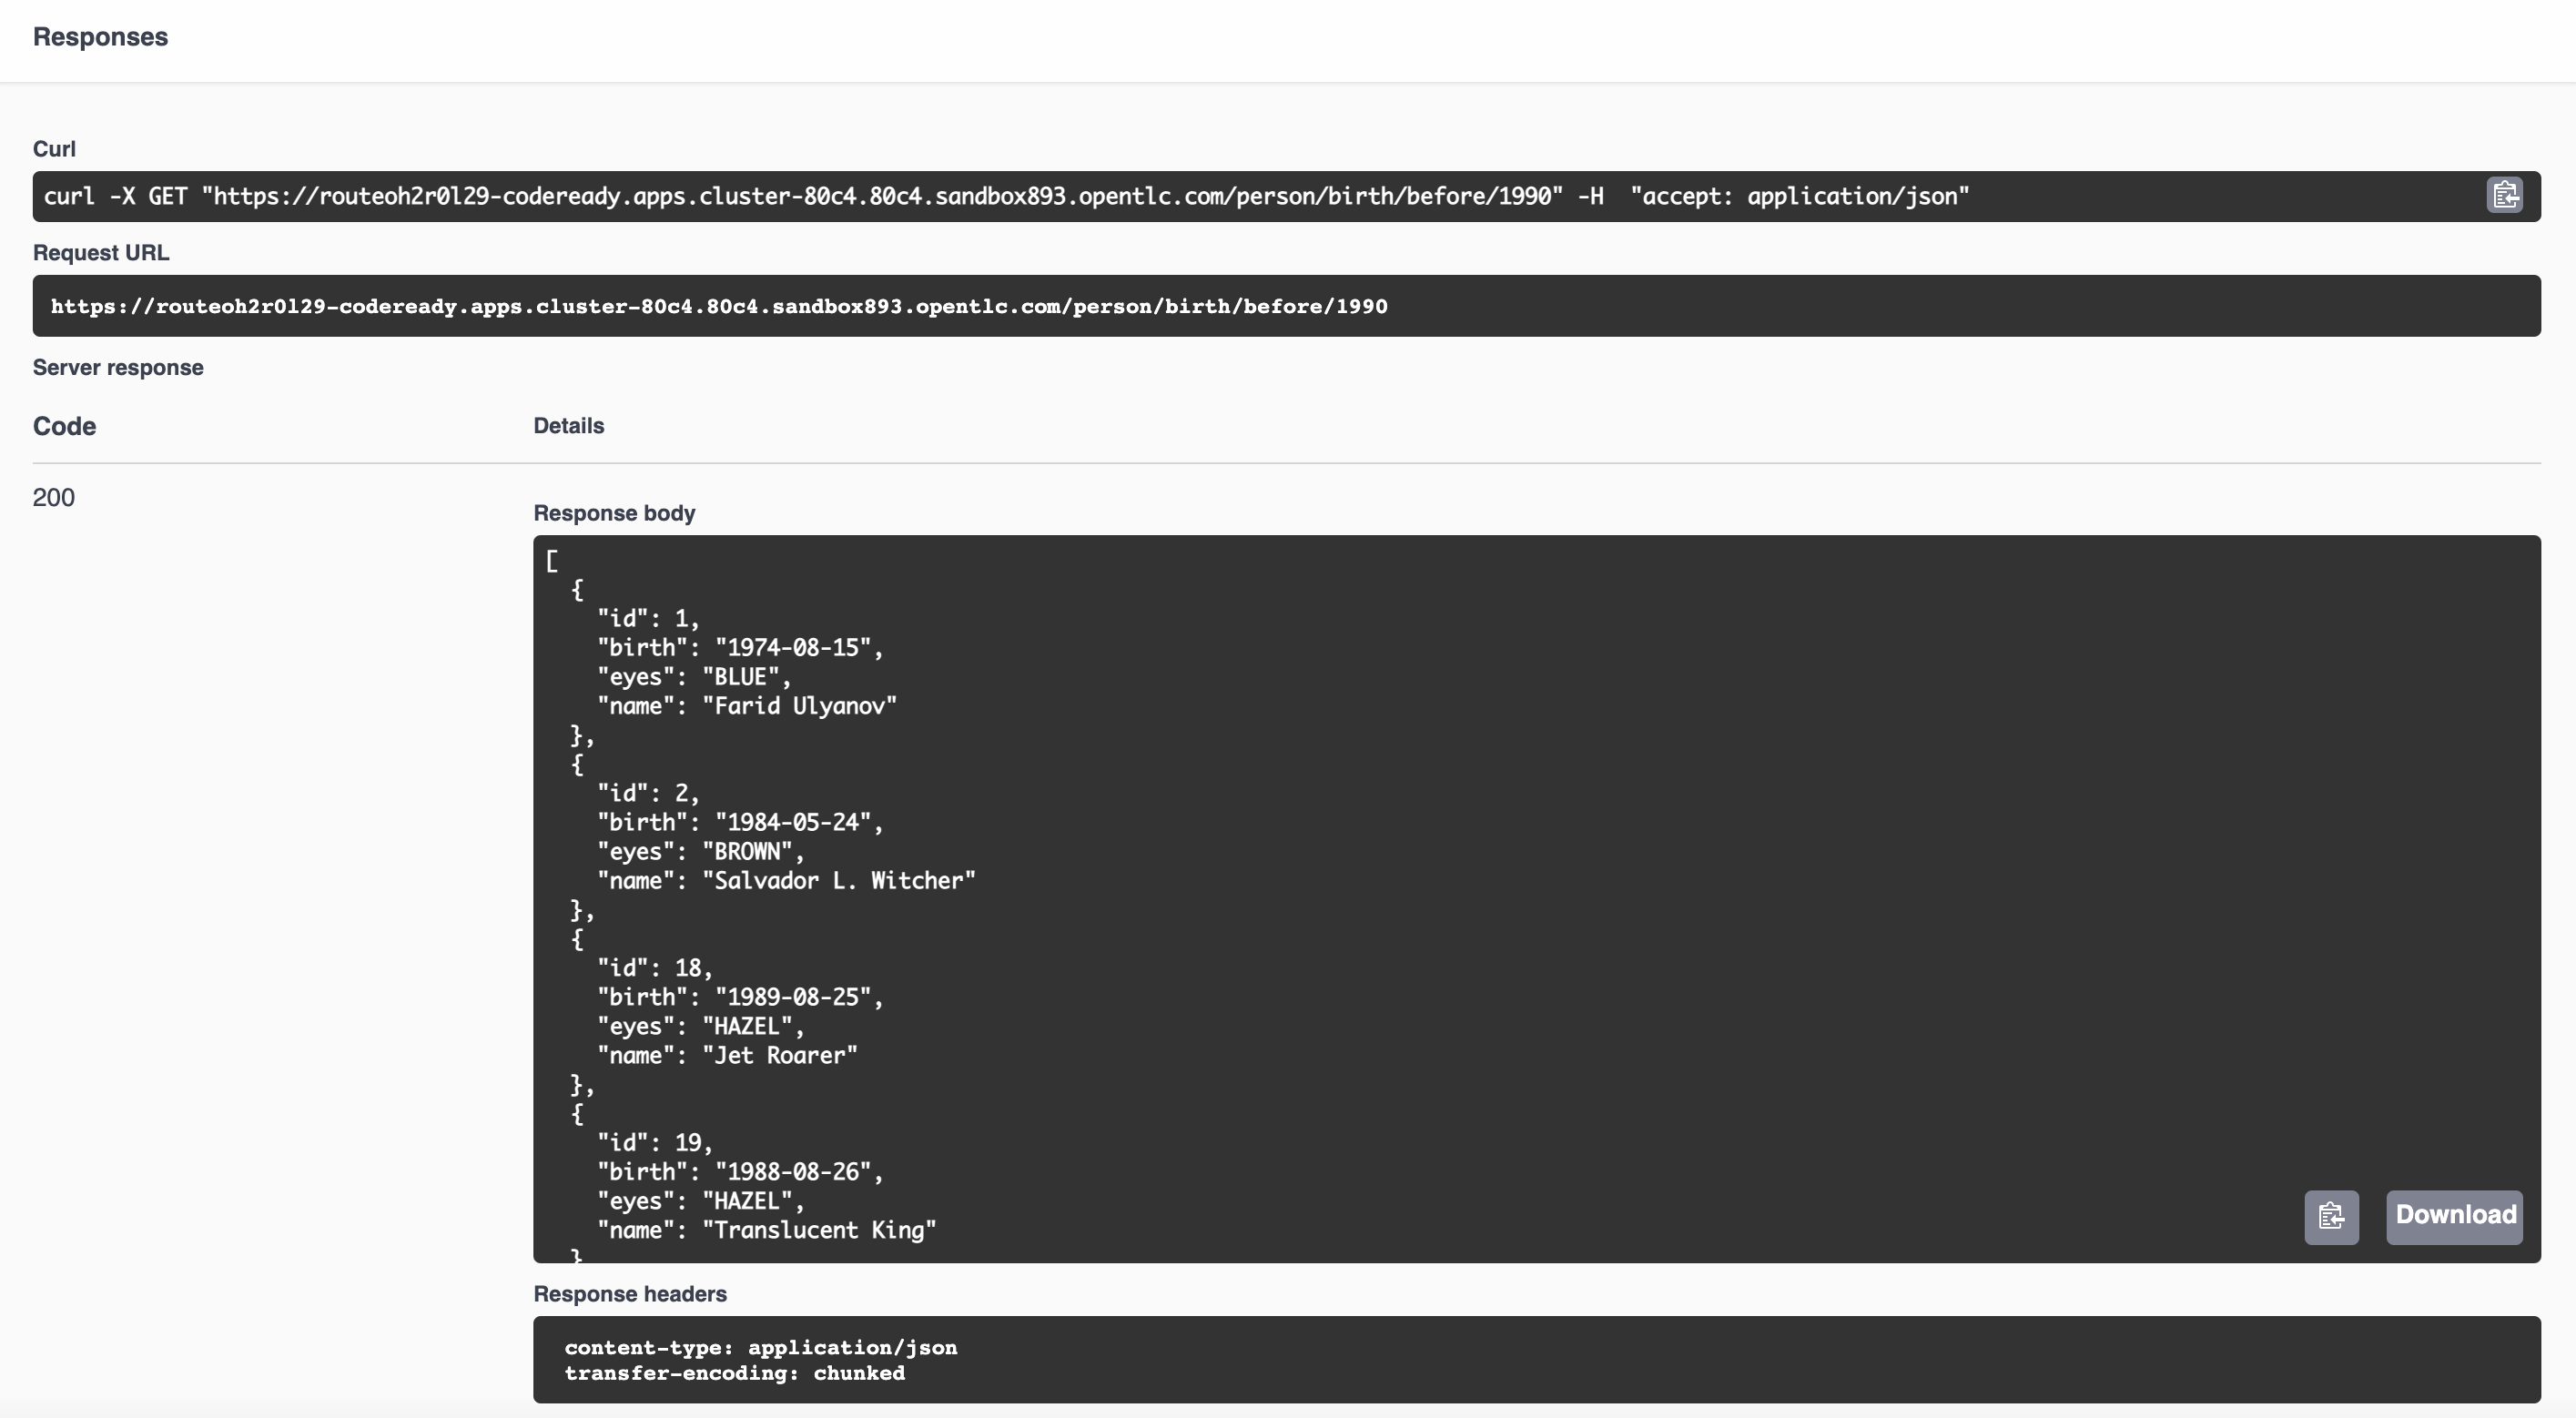 Responses
Curl
curl -X GET "https://routeoh2r0l29-codeready.apps.cluster-80c4.80c4.sandbox893.opentlc.com/person/birth/before/1990" -H  "accept: application/json"
Request URL
https://routeoh2r0l29-codeready.apps.cluster-80c4.80c4.sandbox893.opentlc.com/person/birth/before/1990
Server response
Code Details
200
Response body
[
  {
    "id": 1,
    "birth": "1974-08-15",
    "eyes": "BLUE",
    "name": "Farid Ulyanov"
  },
  {
    "id": 2,
    "birth": "1984-05-24",
    "eyes": "BROWN",
    "name": "Salvador L. Witcher"
  },
  {
    "id": 18,
    "birth": "1989-08-25",
    "eyes": "HAZEL",
    "name": "Jet Roarer"
  },
  {
    "id": 19,
    "birth": "1988-08-26",
    "eyes": "HAZEL",
    "name": "Translucent King"
  }
Download
Response headers
content-type: application/json
transfer-encoding: chunked